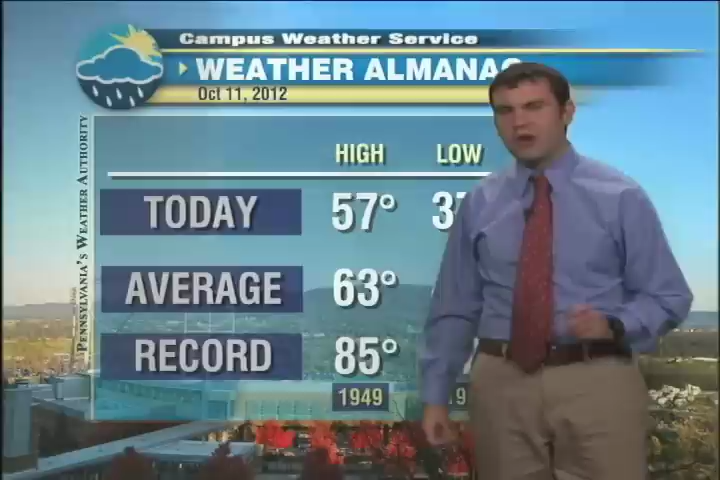 Campus Weather Service
WEATHER ALMANAC
Oct 11, 2012
PENNSYLVANIA'S WEATHER AUTHORITY
HIGH LOW
TODAY 57°
AVERAGE 63°
RECORD 85°
1949